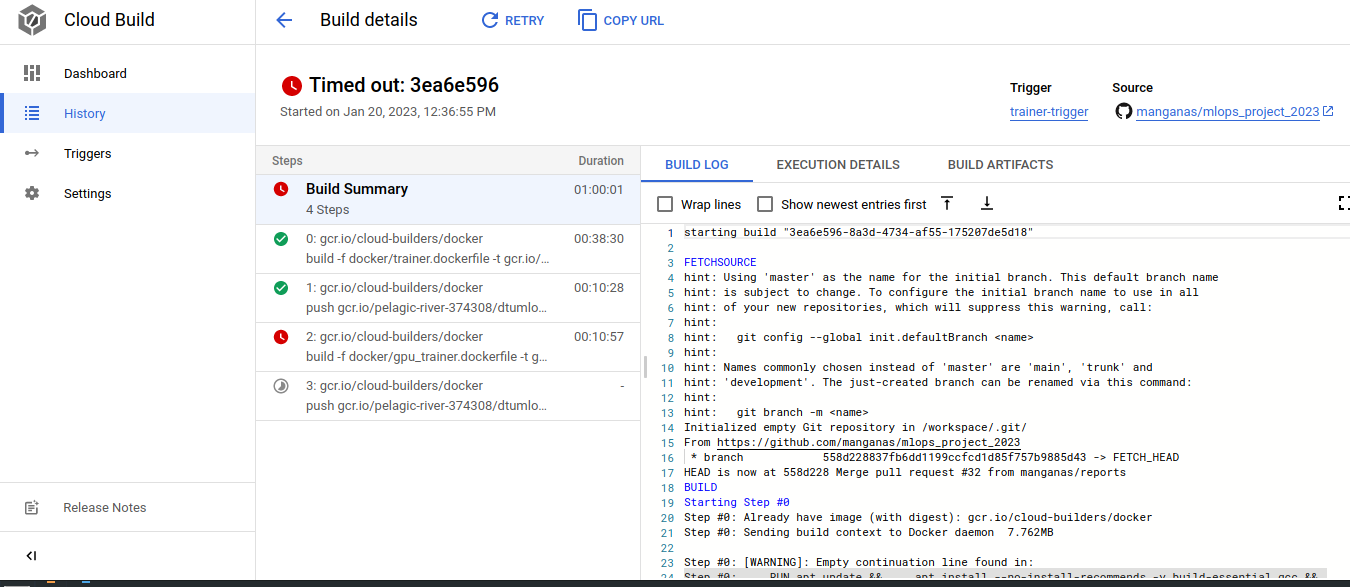 Cloud Build
Build details
RETRY
COPY URL
Dashboard
History
Triggers
Settings
Release Notes
Timed out: 3ea6e596
Started on Jan 20, 2023, 12:36:55 PM
Trigger
trainer-trigger
Source
manganas/mlops_project_2023
Steps Duration
Build Summary 01:00:01
4 Steps
0: gcr.io/cloud-builders/docker 00:38:30
build -f docker/trainer.dockerfile -t gcr.io/…
1: gcr.io/cloud-builders/docker 00:10:28
push gcr.io/pelagic-river-374308/dtumlo…
2: gcr.io/cloud-builders/docker 00:10:57
build -f docker/gpu_trainer.dockerfile -t g…
3: gcr.io/cloud-builders/docker -
push gcr.io/pelagic-river-374308/dtumlo…
BUILD LOG EXECUTION DETAILS BUILD ARTIFACTS
Wrap lines Show newest entries first
1 starting build "3ea6e596-8a3d-4734-af55-175207de5d18"
2
3 FETCHSOURCE
4 hint: Using 'master' as the name for the initial branch. This default branch name
5 hint: is subject to change. To configure the initial branch name to use in all
6 hint: of your new repositories, which will suppress this warning, call:
7 hint:
8 hint: git config --global init.defaultBranch <name>
9 hint:
10 hint: Names commonly chosen instead of 'master' are 'main', 'trunk' and
11 hint: 'development'. The just-created branch can be renamed via this command:
12 hint:
13 hint: git branch -m <name>
14 Initialized empty Git repository in /workspace/.git/
15 From https://github.com/manganas/mlops_project_2023
16 * branch 558d228837fb6dd1199ccfcd1d85f757b9885d43 -> FETCH_HEAD
17 HEAD is now at 558d228 Merge pull request #32 from manganas/reports
18 BUILD
19 Starting Step #0
20 Step #0: Already have image (with digest): gcr.io/cloud-builders/docker
21 Step #0: Sending build context to Docker daemon 7.762MB
22
23 Step #0: [WARNING]: Empty continuation line found in:
24 Step #0: RUN apt update && apt install --no-install-recommends -y build-essential gcc &&